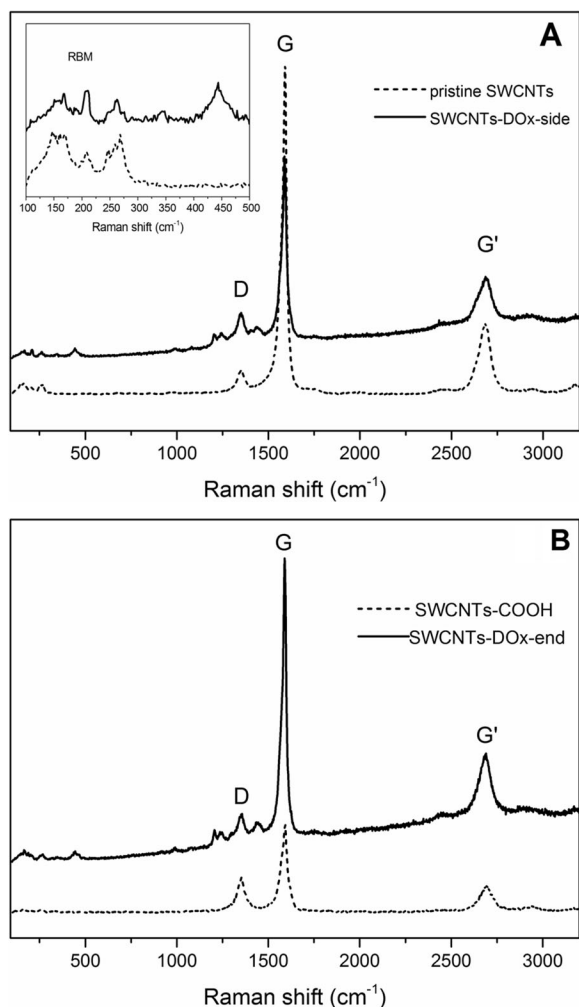 A
RBM
G
pristine SWCNTs
SWCNTs-DOx-side
100 150 200 250 300 350 400 450 500
Raman shift (cm⁻¹)
G'
D
500 1000 1500 2000 2500 3000
Raman shift (cm⁻¹)
B
G
SWCNTs-COOH
SWCNTs-DOx-end
G'
D
500 1000 1500 2000 2500 3000
Raman shift (cm⁻¹)